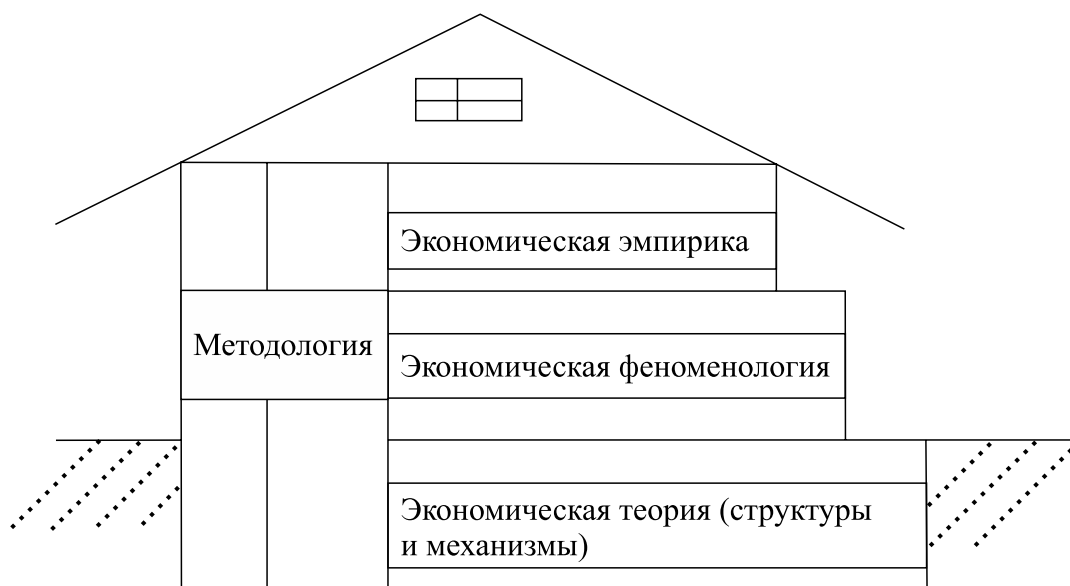 Экономическая эмпирика
Методология
Экономическая феноменология
Экономическая теория (структуры
и механизмы)